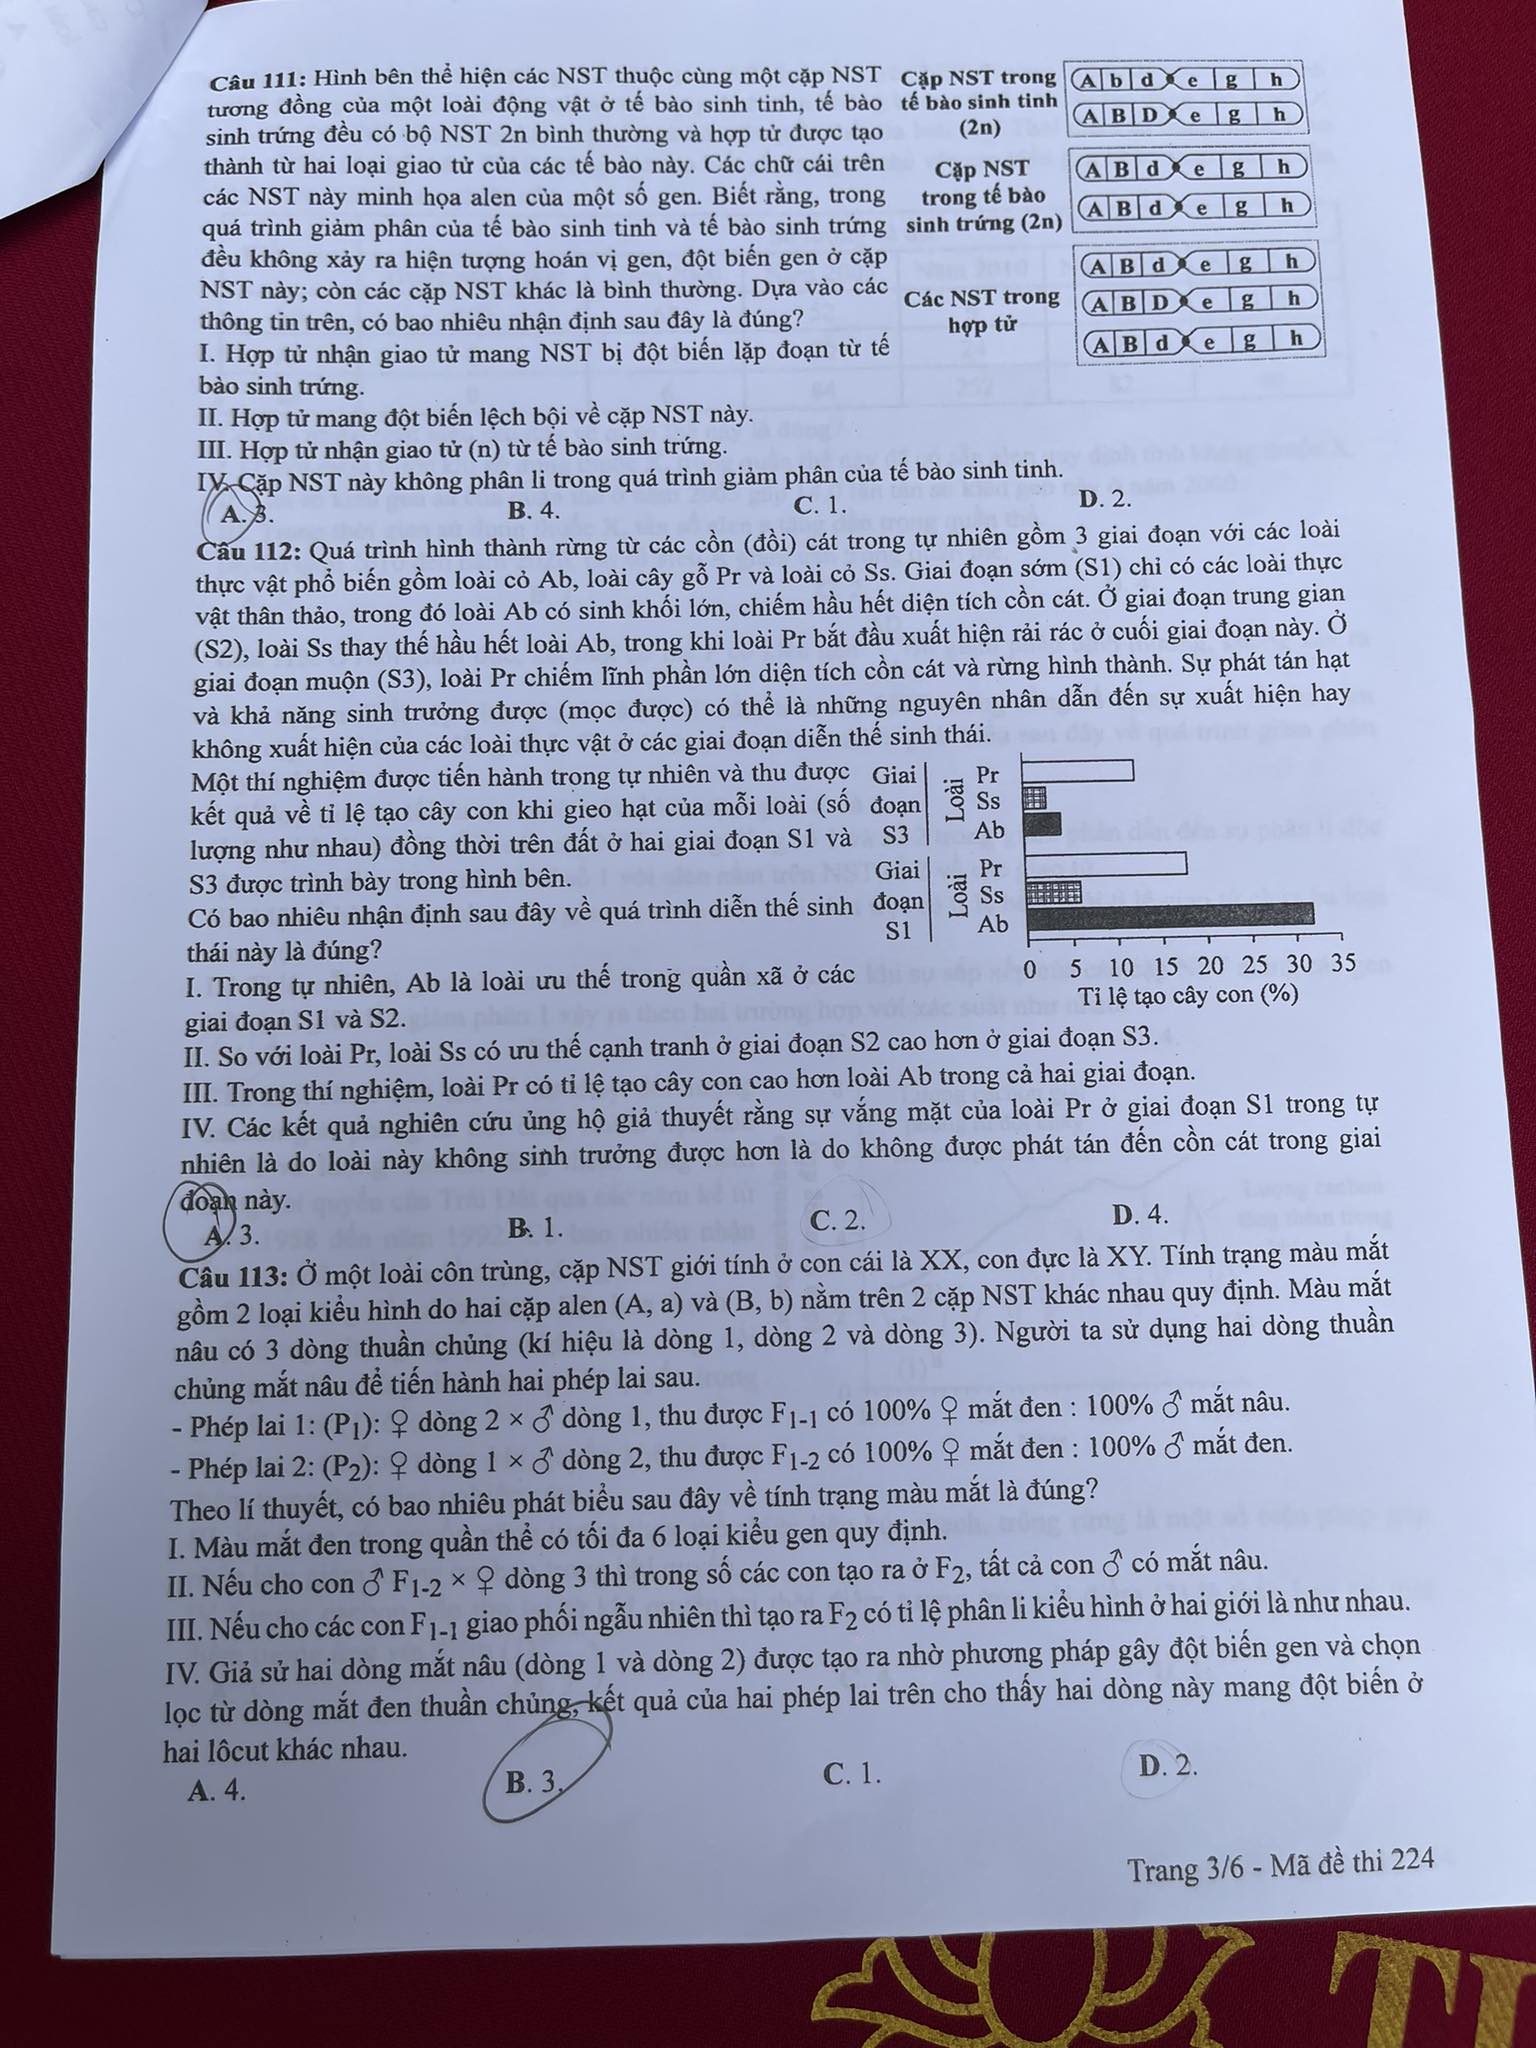 Câu 111: Hình bên thể hiện các NST thuộc cùng một cặp NST
tương đồng của một loài động vật ở tế bào sinh tinh, tế bào
sinh trứng đều có bộ NST 2n bình thường và hợp tử được tạo
thành từ hai loại giao tử của các tế bào này. Các chữ cái trên
các NST này minh họa alen của một số gen. Biết rằng, trong
quá trình giảm phân của tế bào sinh tinh và tế bào sinh trứng
đều không xảy ra hiện tượng hoán vị gen, đột biến gen ở cặp
NST này; còn các cặp NST khác là bình thường. Dựa vào các
thông tin trên, có bao nhiêu nhận định sau đây là đúng?
I. Hợp tử nhận giao tử mang NST bị đột biến lặp đoạn từ tế
bào sinh trứng.
Cặp NST trong
tế bào sinh tinh
(2n)
A b d e g h
A B D e g h
Cặp NST
trong tế bào
sinh trứng (2n)
A B d e g h
A B d e g h
Các NST trong
hợp tử
A B d e g h
A B D e g h
A B d e g h
II. Hợp tử mang đột biến lệch bội về cặp NST này.
III. Hợp tử nhận giao tử (n) từ tế bào sinh trứng.
IV. Cặp NST này không phân li trong quá trình giảm phân của tế bào sinh tinh.
A. 3. B. 4. C. 1. D. 2.
Câu 112: Quá trình hình thành rừng từ các cồn (đồi) cát trong tự nhiên gồm 3 giai đoạn với các loài
thực vật phổ biến gồm loài cỏ Ab, loài cây gỗ Pr và loài cỏ Ss. Giai đoạn sớm (S1) chỉ có các loài thực
vật thân thảo, trong đó loài Ab có sinh khối lớn, chiếm hầu hết diện tích cồn cát. Ở giai đoạn trung gian
(S2), loài Ss thay thế hầu hết loài Ab, trong khi loài Pr bắt đầu xuất hiện rải rác ở cuối giai đoạn này. Ở
giai đoạn muộn (S3), loài Pr chiếm lĩnh phần lớn diện tích cồn cát và rừng hình thành. Sự phát tán hạt
và khả năng sinh trưởng được (mọc được) có thể là những nguyên nhân dẫn đến sự xuất hiện hay
không xuất hiện của các loài thực vật ở các giai đoạn diễn thế sinh thái.
Một thí nghiệm được tiến hành trong tự nhiên và thu được
kết quả về tỉ lệ tạo cây con khi gieo hạt của mỗi loài (số
lượng như nhau) đồng thời trên đất ở hai giai đoạn S1 và
S3 được trình bày trong hình bên.
Có bao nhiêu nhận định sau đây về quá trình diễn thế sinh
thái này là đúng?
I. Trong tự nhiên, Ab là loài ưu thế trong quần xã ở các
giai đoạn S1 và S2.
Giai
đoạn
S3
Loài
Pr
Ss
Ab
Giai
đoạn
S1
Loài
Pr
Ss
Ab
0 5 10 15 20 25 30 35
Tỉ lệ tạo cây con (%)
II. So với loài Pr, loài Ss có ưu thế cạnh tranh ở giai đoạn S2 cao hơn ở giai đoạn S3.
III. Trong thí nghiệm, loài Pr có tỉ lệ tạo cây con cao hơn loài Ab trong cả hai giai đoạn.
IV. Các kết quả nghiên cứu ủng hộ giả thuyết rằng sự vắng mặt của loài Pr ở giai đoạn S1 trong tự
nhiên là do loài này không sinh trưởng được hơn là do không được phát tán đến cồn cát trong giai
đoạn này.
A. 3. B. 1. C. 2. D. 4.
Câu 113: Ở một loài côn trùng, cặp NST giới tính ở con cái là XX, con đực là XY. Tính trạng màu mắt
gồm 2 loại kiểu hình do hai cặp alen (A, a) và (B, b) nằm trên 2 cặp NST khác nhau quy định. Màu mắt
nâu có 3 dòng thuần chủng (kí hiệu là dòng 1, dòng 2 và dòng 3). Người ta sử dụng hai dòng thuần
chủng mắt nâu để tiến hành hai phép lai sau.
- Phép lai 1: (P1): ♀ dòng 2 × ♂ dòng 1, thu được F1-1 có 100% ♀ mắt đen : 100% ♂ mắt nâu.
- Phép lai 2: (P2): ♀ dòng 1 × ♂ dòng 2, thu được F1-2 có 100% ♀ mắt đen : 100% ♂ mắt đen.
Theo lí thuyết, có bao nhiêu phát biểu sau đây về tính trạng màu mắt là đúng?
I. Màu mắt đen trong quần thể có tối đa 6 loại kiểu gen quy định.
II. Nếu cho con ♂ F1-2 × ♀ dòng 3 thì trong số các con tạo ra ở F2, tất cả con ♂ có mắt nâu.
III. Nếu cho các con F1-1 giao phối ngẫu nhiên thì tạo ra F2 có tỉ lệ phân li kiểu hình ở hai giới là như nhau.
IV. Giả sử hai dòng mắt nâu (dòng 1 và dòng 2) được tạo ra nhờ phương pháp gây đột biến gen và chọn
lọc từ dòng mắt đen thuần chủng, kết quả của hai phép lai trên cho thấy hai dòng này mang đột biến ở
hai lôcut khác nhau.
A. 4. B. 3. C. 1. D. 2.
Trang 3/6 - Mã đề thi 224